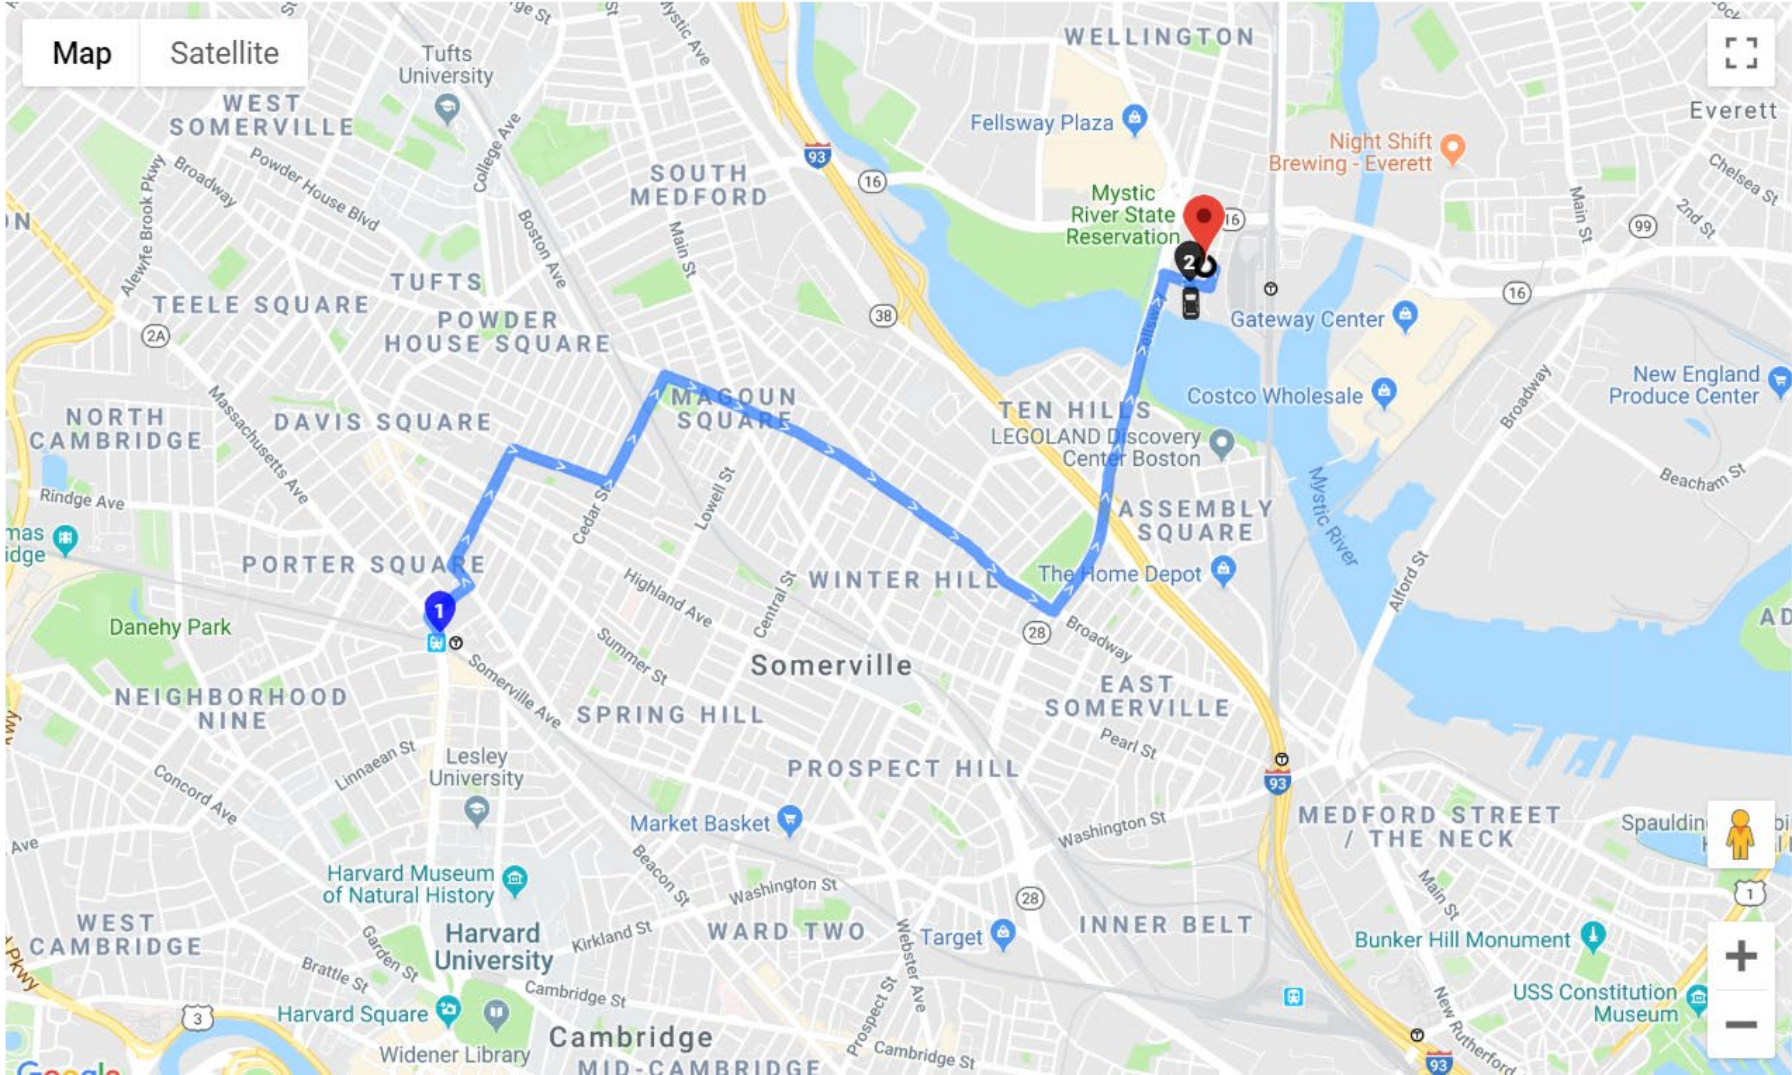 Map
Satellite
Tufts
University
WELLINGTON
Everett
WEST
SOMERVILLE
Fellsway Plaza
Night Shift
Brewing - Everett
Mystic Ave
College Ave
Alewife Brook Pkwy
Broadway
Powder House Blvd
SOUTH
MEDFORD
93
16
Chelsea St
Mystic
River State
Reservation
16
Main St
2nd St
99
Boston Ave
Main St
2
TUFTS
TEELE SQUARE
POWDER
HOUSE SQUARE
38
16
2A
Gateway Center
Costco Wholesale
New England
Produce Center
Broadway
NORTH
CAMBRIDGE
Massachusetts Ave
DAVIS SQUARE
MAGOUN
SQUARE
TEN HILLS
LEGOLAND Discovery
Center Boston
Beacham St
Rindge Ave
Cedar St
Lowell St
ASSEMBLY
SQUARE
Mystic River
PORTER SQUARE
WINTER HILL
The Home Depot
Alford St
1
Danehy Park
Highland Ave
Central St
28
Broadway
Summer St
Somerville
Somerville Ave
NEIGHBORHOOD
NINE
SPRING HILL
EAST
SOMERVILLE
Pearl St
Linnaean St
Lesley
University
PROSPECT HILL
93
Concord Ave
Market Basket
Washington St
MEDFORD STREET
/ THE NECK
Ave
Beacon St
Harvard Museum
of Natural History
Washington St
28
Main St
1
WEST
CAMBRIDGE
Garden St
Harvard
University
Kirkland St
WARD TWO
Webster Ave
Target
INNER BELT
Bunker Hill Monument
Brattle St
Cambridge St
Prospect St
USS Constitution
Museum
New Rutherford
3
Harvard Square
Widener Library
Cambridge
MID-CAMBRIDGE
Cambridge St
93
Google